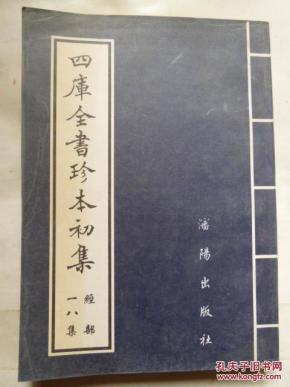 四庫全書珍本初集
經部
一八集
瀋陽出版社
孔夫子旧书网